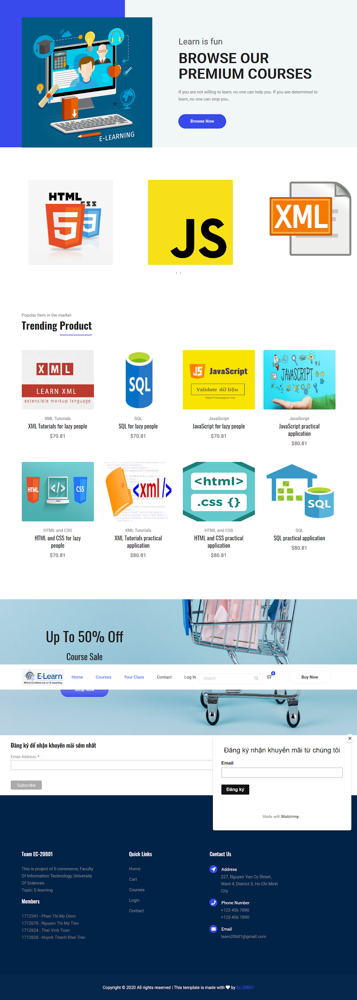 E-LEARNING
Learn is fun
BROWSE OUR
PREMIUM COURSES
If you are not willing to learn, no one can help you. If you are determined to
learn, no one can stop you..
Browse Now
HTML
CSS
5
3
JS
XML
‹ ›
Popular Item in the market
Trending Product
XML
LEARN XML
extensible markup language
SQL
JS JavaScript
Validate dữ liệu
https://vinasupport.com
JAVASCRIPT
XML Tutorials
XML Tutorials for lazy people
$70.81
SQL
SQL for lazy people
$70.81
JavaScript
JavaScript for lazy people
$70.81
JavaScript
JavaScript practical
application
$80.81
HTML
</>
CSS
<xml/>
<html>
.css {}
SQL
HTML and CSS
HTML and CSS for lazy
people
$70.81
XML Tutorials
XML Tutorials practical
application
$80.81
HTML and CSS
HTML and CSS practical
application
$80.81
SQL
SQL practical application
$80.81
Up To 50% Off
Course Sale
E-Learn
World Conference on E-Learning
Home
Courses
Your Class
Contact
Log In
Search
0
Buy Now
Shop Now
Đăng ký để nhận khuyến mãi sớm nhất
Email Address *
Subscribe
×
Đăng ký nhận khuyến mãi từ chúng tôi
Email
Đăng ký
Made with Mailchimp
Team EC-20B01
This is project of E-commerce, Faculty
Of Information Technology, University
Of Sciences.
Topic: E-learning
Members
1712341 - Phan Thi My Diem
1712678 - Nguyen Thi My Tien
1712824 - Thai Vinh Toan
1712828 - Huynh Thanh Khai Tran
Quick Links
Home
Cart
Courses
Login
Contact
Contact Us
Address
227, Nguyen Van Cy Street,
Ward 4, District 5, Ho Chi Minh
City
Phone Number
+123 456 7890
+123 456 7890
Email
team20b01@gmail.com
Copyright © 2020 All rights reserved | This template is made with ♥ by Ec-20B01